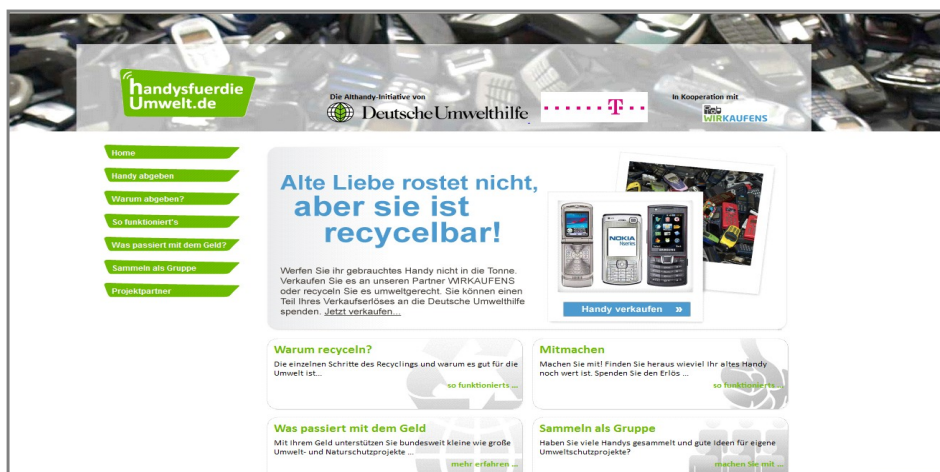 handysfuerdie
Umwelt.de
Die Althandy-Initiative von
Deutsche Umwelthilfe
T
In Kooperation mit
WIRKAUFENS
Home
Handy abgeben
Warum abgeben?
So funktioniert's
Was passiert mit dem Geld?
Sammeln als Gruppe
Projektpartner
Alte Liebe rostet nicht,
aber sie ist
recycelbar!
Werfen Sie ihr gebrauchtes Handy nicht in die Tonne.
Verkaufen Sie es an unseren Partner WIRKAUFENS
oder recyceln Sie es umweltgerecht. Sie können einen
Teil Ihres Verkaufserlöses an die Deutsche Umwelthilfe
spenden. Jetzt verkaufen...
NOKIA
Nseries
Handy verkaufen »
Warum recyceln?
Die einzelnen Schritte des Recyclings und warum es gut für die
Umwelt ist...
so funktionierts ...
Mitmachen
Machen Sie mit! Finden Sie heraus wieviel Ihr altes Handy
noch wert ist. Spenden Sie den Erlös ...
so funktionierts ...
Was passiert mit dem Geld
Mit Ihrem Geld unterstützen Sie bundesweit kleine wie große
Umwelt- und Naturschutzprojekte ...
mehr erfahren ...
Sammeln als Gruppe
Haben Sie viele Handys gesammelt und gute Ideen für eigene
Umweltschutzprojekte?
machen Sie mit ...